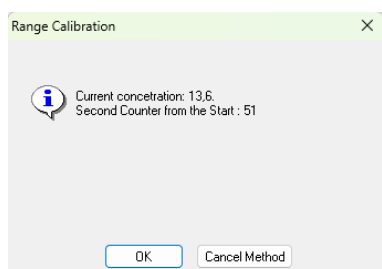 Range Calibration
Current concetration: 13,6.
Second Counter from the Start : 51
OK
Cancel Method